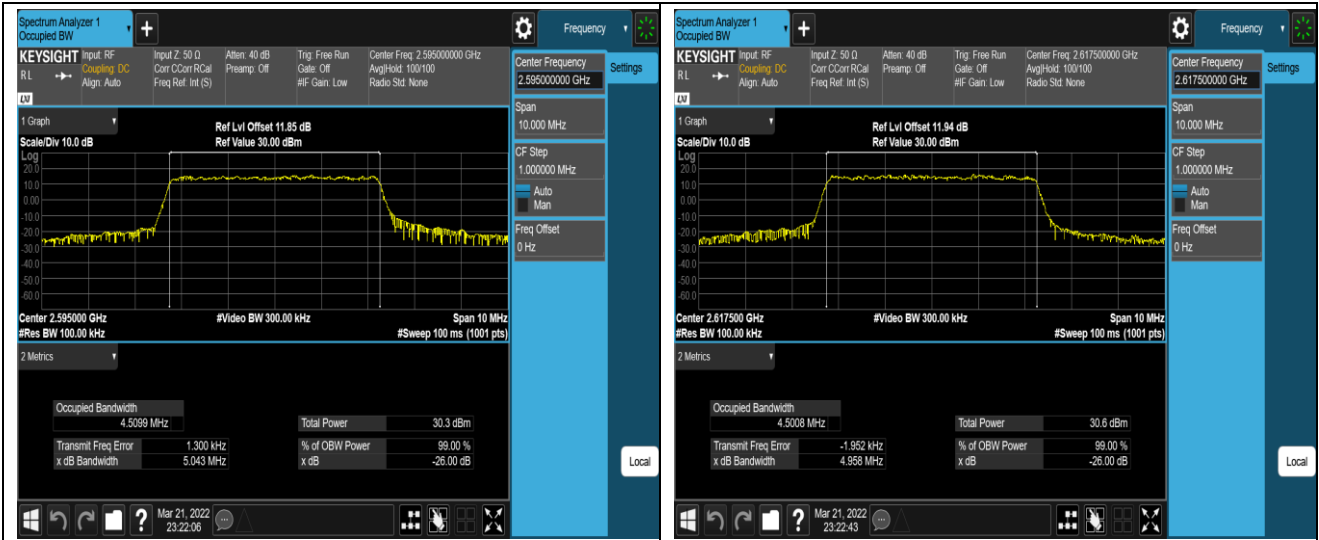 Spectrum Analyzer 1
Occupied BW
+
Frequency
KEYSIGHT Input: RF
Coupling: DC
Align: Auto
RL
LXI
Input Z: 50 Ω
Corr CCorr RCal
Freq Ref: Int (S)
Atten: 40 dB
Preamp: Off
Trig: Free Run
Gate: Off
#IF Gain: Low
Center Freq: 2.595000000 GHz
Avg|Hold: 100/100
Radio Std: None
Center Frequency
2.595000000 GHz
Settings
Span
10.000 MHz
CF Step
1.000000 MHz
Auto
Man
Freq Offset
0 Hz
1 Graph
Ref Lvl Offset 11.85 dB
Scale/Div 10.0 dB
Ref Value 30.00 dBm
Log
20.0
10.0
0.00
-10.0
-20.0
-30.0
-40.0
-50.0
-60.0
Center 2.595000 GHz
#Video BW 300.00 kHz
Span 10 MHz
#Res BW 100.00 kHz
#Sweep 100 ms (1001 pts)
2 Metrics
Occupied Bandwidth
4.5099 MHz
Total Power 30.3 dBm
Transmit Freq Error 1.300 kHz
% of OBW Power 99.00 %
x dB Bandwidth 5.043 MHz
x dB -26.00 dB
Local
?
Mar 21, 2022
23:22:06
Spectrum Analyzer 1
Occupied BW
+
Frequency
KEYSIGHT Input: RF
Coupling: DC
Align: Auto
RL
LXI
Input Z: 50 Ω
Corr CCorr RCal
Freq Ref: Int (S)
Atten: 40 dB
Preamp: Off
Trig: Free Run
Gate: Off
#IF Gain: Low
Center Freq: 2.617500000 GHz
Avg|Hold: 100/100
Radio Std: None
Center Frequency
2.617500000 GHz
Settings
Span
10.000 MHz
CF Step
1.000000 MHz
Auto
Man
Freq Offset
0 Hz
1 Graph
Ref Lvl Offset 11.94 dB
Scale/Div 10.0 dB
Ref Value 30.00 dBm
Log
20.0
10.0
0.00
-10.0
-20.0
-30.0
-40.0
-50.0
-60.0
Center 2.617500 GHz
#Video BW 300.00 kHz
Span 10 MHz
#Res BW 100.00 kHz
#Sweep 100 ms (1001 pts)
2 Metrics
Occupied Bandwidth
4.5008 MHz
Total Power 30.6 dBm
Transmit Freq Error -1.952 kHz
% of OBW Power 99.00 %
x dB Bandwidth 4.958 MHz
x dB -26.00 dB
Local
?
Mar 21, 2022
23:22:43